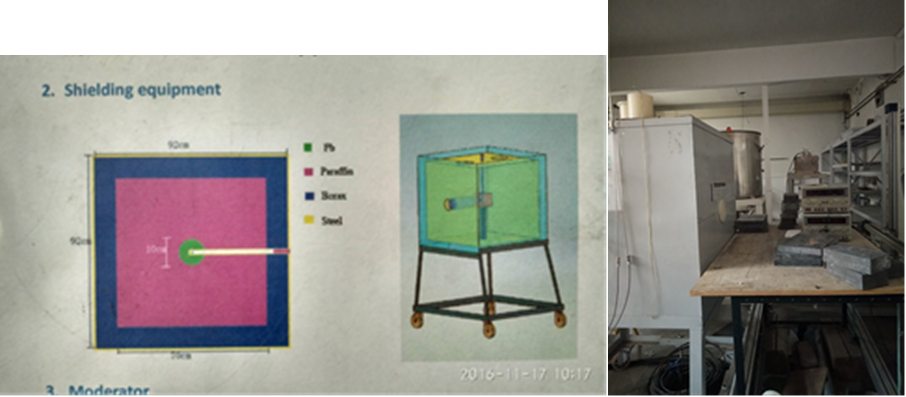 2. Shielding equipment
92cm
Pb
Paraffin
Borax
Steel
92cm
10cm
70cm
2016-11-17 10:17
3. Moderator